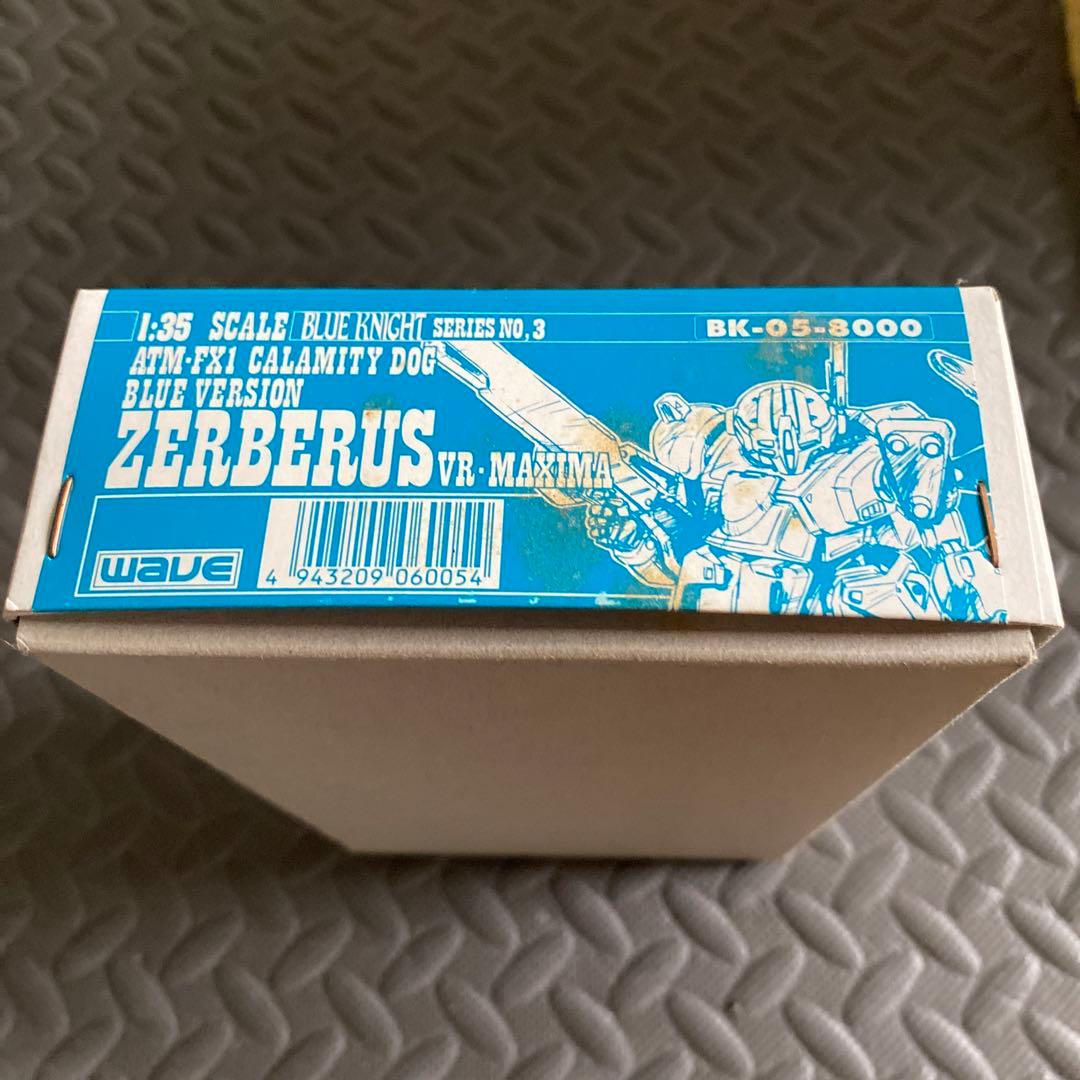 1:35 SCALE BLUE KNIGHT SERIES NO,3 BK-05-8000
ATM-FX1 CALAMITY DOG
BLUE VERSION
ZERBERUS VR·MAXIMA
WAVE
4 943209 060054